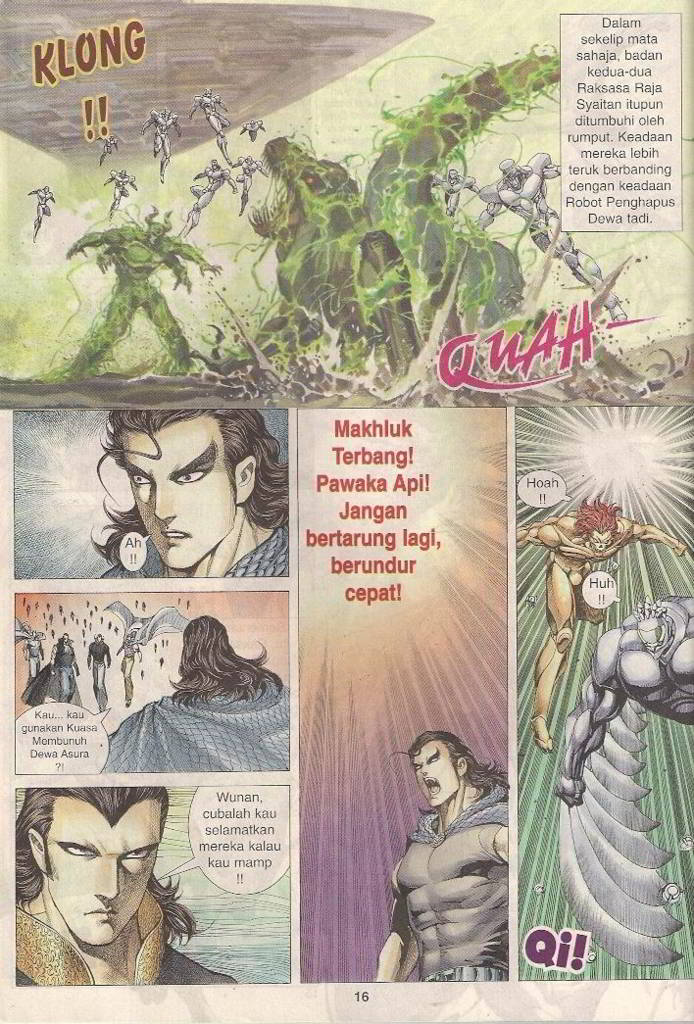 KLONG
!!
Dalam
sekelip mata
sahaja, badan
kedua-dua
Raksasa Raja
Syaitan itupun
ditumbuhi oleh
rumput. Keadaan
mereka lebih
teruk berbanding
dengan keadaan
Robot Penghapus
Dewa tadi.
QUAH
Ah
!!
Kau... kau
gunakan Kuasa
Membunuh
Dewa Asura
?!
Wunan,
cubalah kau
selamatkan
mereka kalau
kau mamp
!!
Makhluk
Terbang!
Pawaka Api!
Jangan
bertarung lagi,
berundur
cepat!
Hoah
!!
Huh
!!
Qi!
16